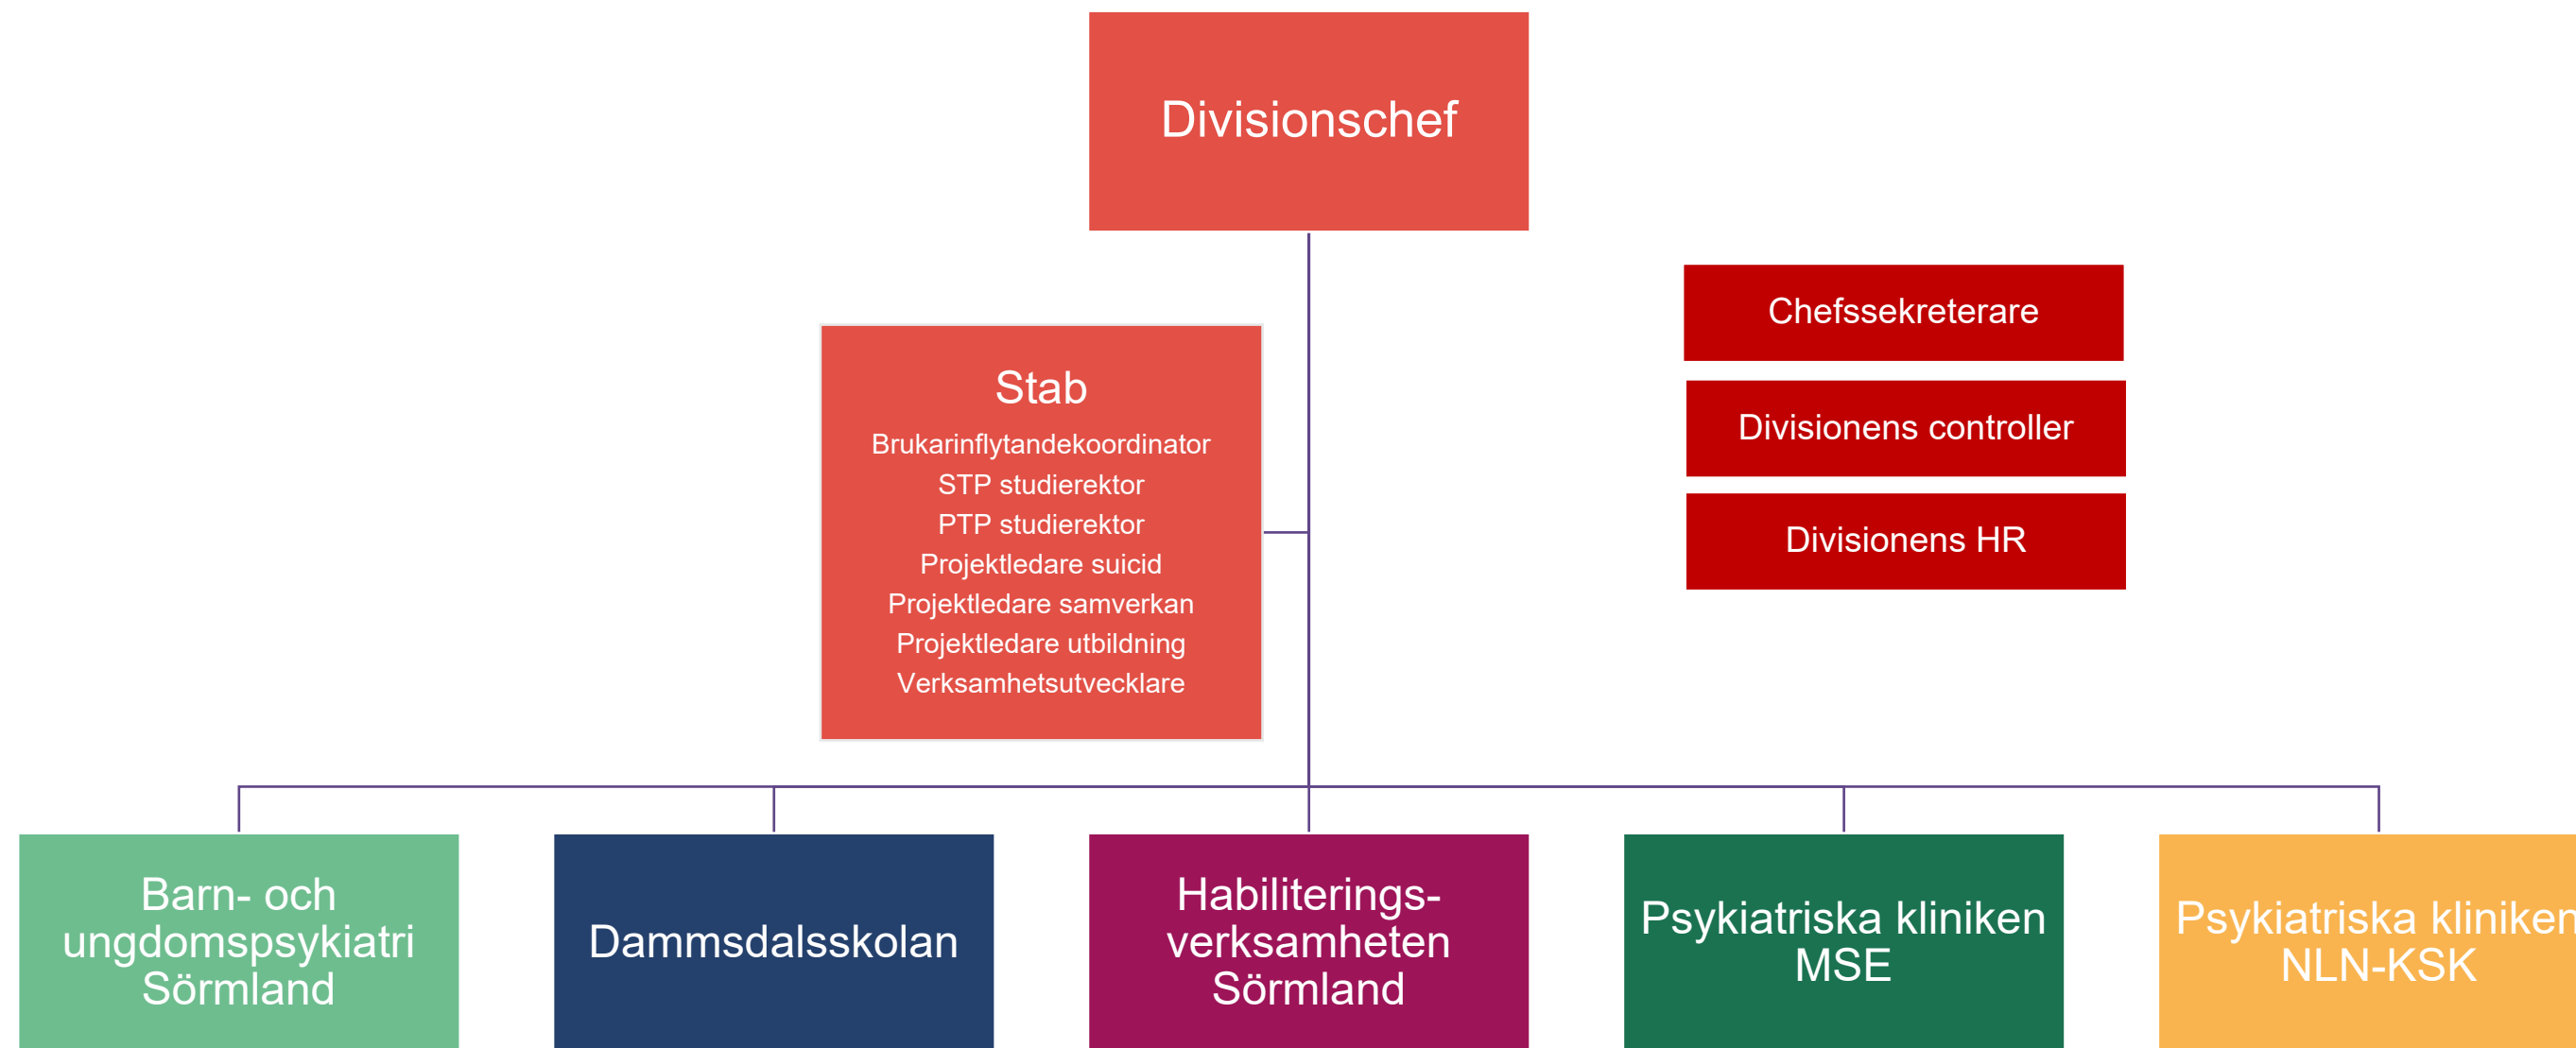 Divisionschef
Chefssekreterare
Divisionens controller
Divisionens HR
Stab
Brukarinflytandekoordinator
STP studierektor
PTP studierektor
Projektledare suicid
Projektledare samverkan
Projektledare utbildning
Verksamhetsutvecklare
Barn- och
ungdomspsykiatri
Sörmland
Dammsdalsskolan
Habiliterings-
verksamheten
Sörmland
Psykiatriska kliniken
MSE
Psykiatriska kliniken
NLN-KSK